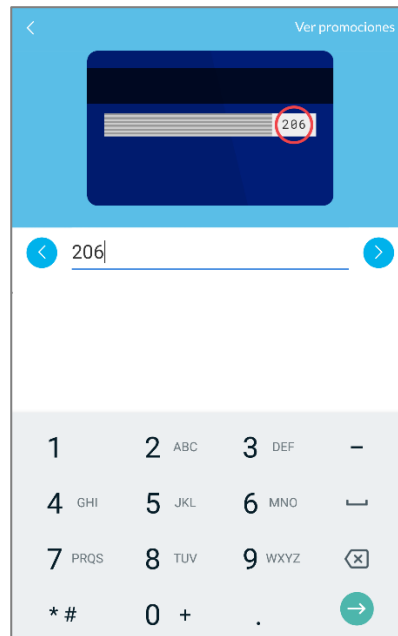 Ver promociones
206
206
1 2 ABC 3 DEF –
4 GHI 5 JKL 6 MNO
7 PRQS 8 TUV 9 WXYZ
* # 0 + .